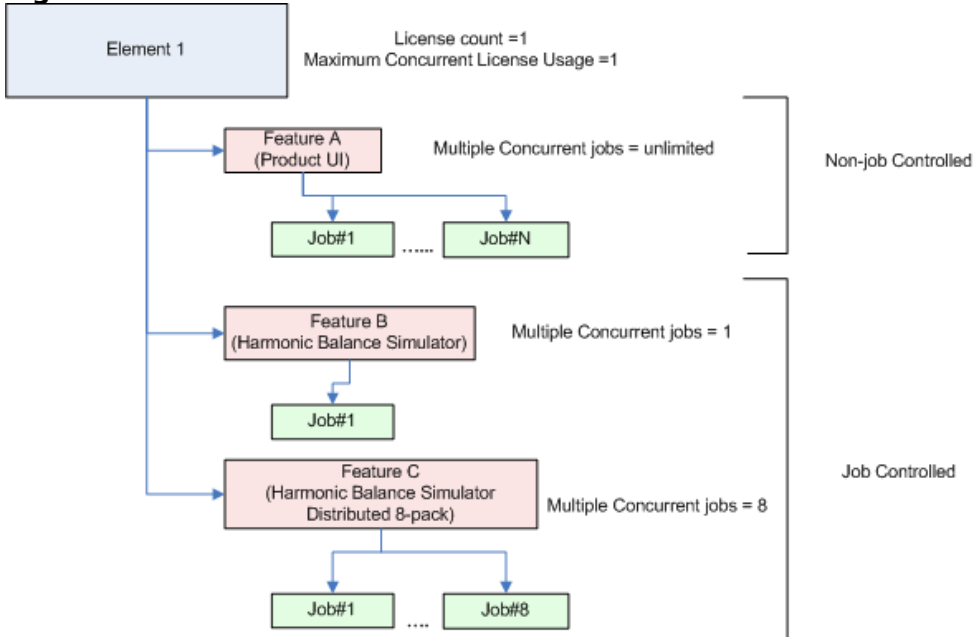 Element 1
License count =1
Maximum Concurrent License Usage =1
Feature A
(Product UI)
Multiple Concurrent jobs = unlimited
Non-job Controlled
Job#1
......
Job#N
Feature B
(Harmonic Balance Simulator)
Multiple Concurrent jobs = 1
Job#1
Job Controlled
Feature C
(Harmonic Balance Simulator
Distributed 8-pack)
Multiple Concurrent jobs = 8
Job#1
....
Job#8